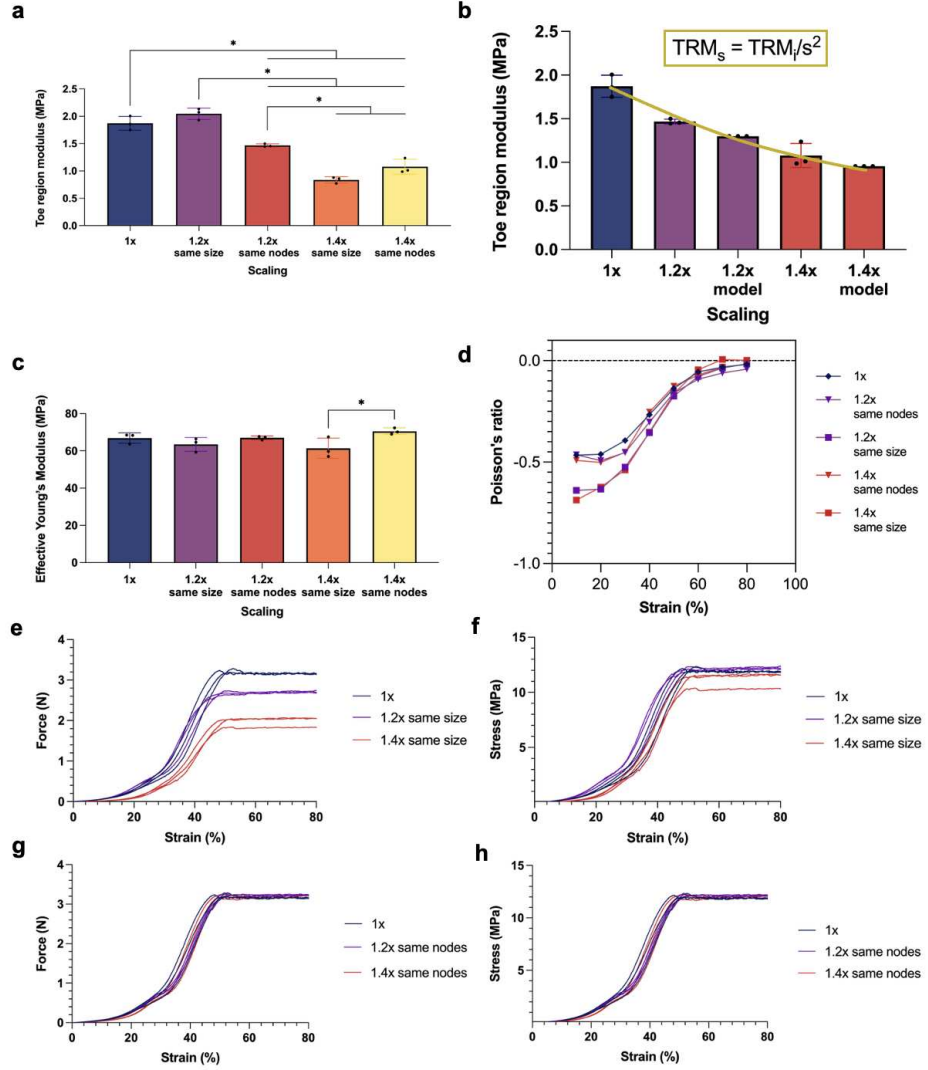 a
*
*
*
Toe region modulus (MPa)
2.5
2.0
1.5
1.0
0.5
0.0
1x
1.2x
same size
1.2x
same nodes
1.4x
same size
1.4x
same nodes
Scaling
b
TRMs = TRMi/s²
Toe region modulus (MPa)
2.5
2.0
1.5
1.0
0.5
0.0
1x
1.2x
1.2x
model
1.4x
1.4x
model
Scaling
c
*
Effective Young's Modulus (MPa)
80
60
40
20
0
1x
1.2x
same size
1.2x
same nodes
1.4x
same size
1.4x
same nodes
Scaling
d
Poisson's ratio
0.0
-0.5
-1.0
0
20
40
60
80
100
Strain (%)
1x
1.2x
same nodes
1.2x
same size
1.4x
same nodes
1.4x
same size
e
Force (N)
4
3
2
1
0
0
20
40
60
80
Strain (%)
1x
1.2x same size
1.4x same size
f
Stress (MPa)
15
10
5
0
20
40
60
80
Strain (%)
1x
1.2x same size
1.4x same size
g
Force (N)
4
3
2
1
0
0
20
40
60
80
Strain (%)
1x
1.2x same nodes
1.4x same nodes
h
Stress (MPa)
15
10
5
0
20
40
60
80
Strain (%)
1x
1.2x same nodes
1.4x same nodes